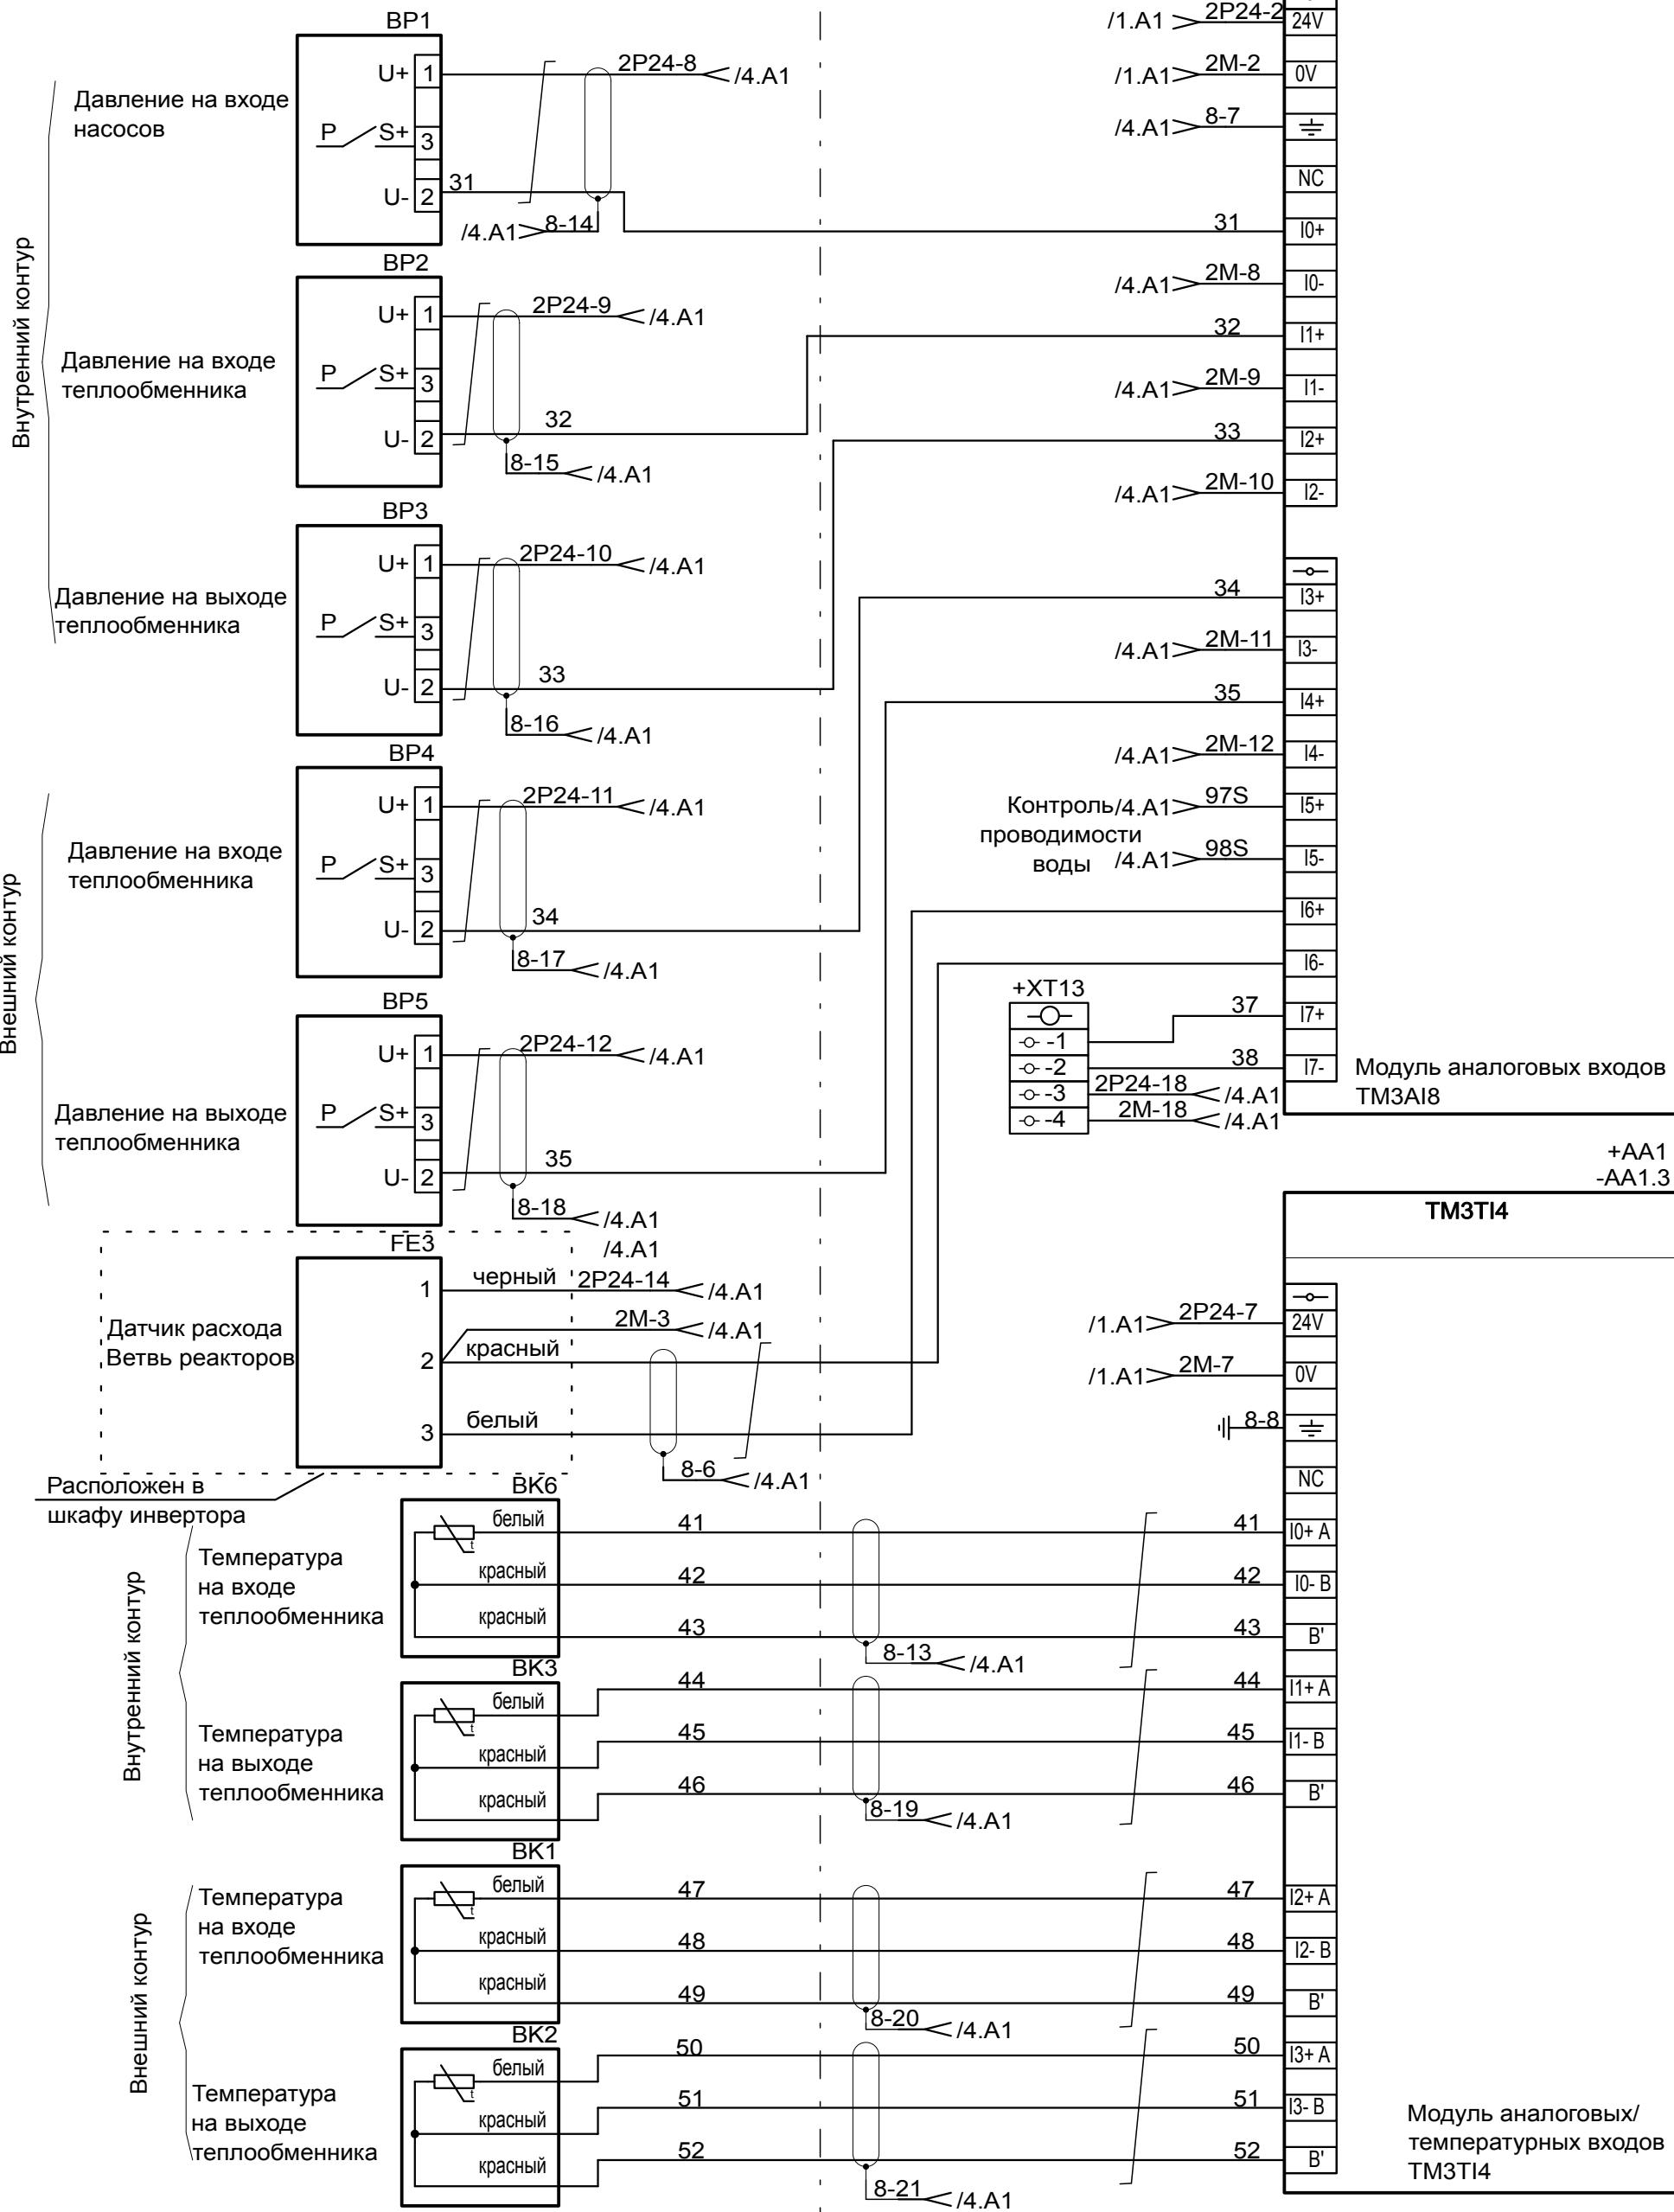 BP1
U+ 1
P S+ 3
U- 2
Давление на входе
насосов
2P24-8 /4.A1
31
/4.A1 8-14
Внутренний контур
BP2
U+ 1
P S+ 3
U- 2
Давление на входе
теплообменника
2P24-9 /4.A1
32
8-15 /4.A1
BP3
U+ 1
P S+ 3
U- 2
Давление на выходе
теплообменника
2P24-10 /4.A1
33
8-16 /4.A1
BP4
U+ 1
P S+ 3
U- 2
Давление на входе
теплообменника
2P24-11 /4.A1
34
8-17 /4.A1
Внешний контур
BP5
U+ 1
P S+ 3
U- 2
Давление на выходе
теплообменника
2P24-12 /4.A1
35
8-18 /4.A1
/4.A1
FE3
1 черный 2P24-14 /4.A1
2M-3 /4.A1
2 красный
3 белый
8-6 /4.A1
Датчик расхода
Ветвь реакторов
Расположен в
шкафу инвертора
/1.A1 2P24-2 24V
/1.A1 2M-2 0V
/4.A1 8-7
NC
31 I0+
/4.A1 2M-8 I0-
32 I1+
/4.A1 2M-9 I1-
33 I2+
/4.A1 2M-10 I2-
34 I3+
/4.A1 2M-11 I3-
35 I4+
/4.A1 2M-12 I4-
Контроль /4.A1 97S I5+
проводимости
воды /4.A1 98S I5-
I6+
I6-
+XT13
37 I7+
-1
-2 38 I7-
-3 2P24-18 /4.A1
-4 2M-18 /4.A1
Модуль аналоговых входов
TM3AI8
+AA1
-AA1.3
TM3TI4
/1.A1 2P24-7 24V
/1.A1 2M-7 0V
8-8
NC
BK6
белый 41 41 I0+ A
красный 42 42 I0- B
красный 43 43 B'
8-13 /4.A1
Температура
на входе
теплообменника
Внутренний контур
BK3
белый 44 44 I1+ A
красный 45 45 I1- B
красный 46 46 B'
8-19 /4.A1
Температура
на выходе
теплообменника
BK1
белый 47 47 I2+ A
красный 48 48 I2- B
красный 49 49 B'
8-20 /4.A1
Температура
на входе
теплообменника
Внешний контур
BK2
белый 50 50 I3+ A
красный 51 51 I3- B
красный 52 52 B'
8-21 /4.A1
Температура
на выходе
теплообменника
Модуль аналоговых/
температурных входов
TM3TI4